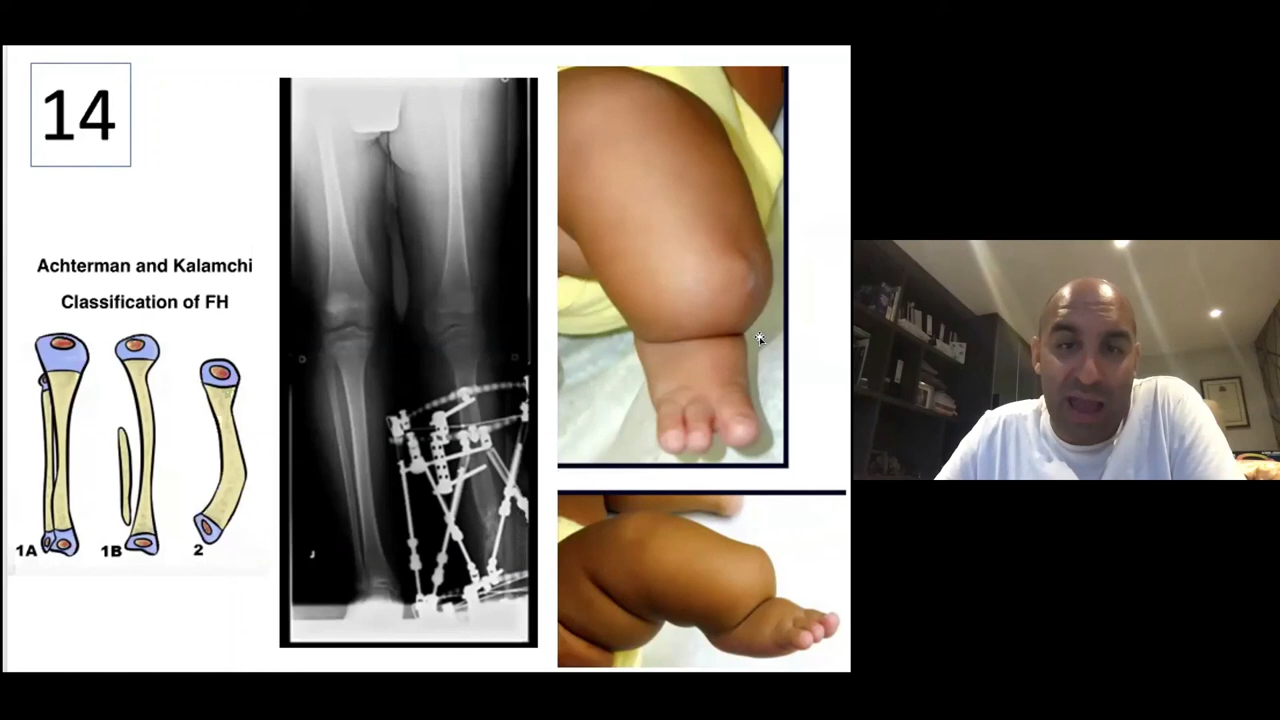 14
Achterman and Kalamchi
Classification of FH
1A
1B
2